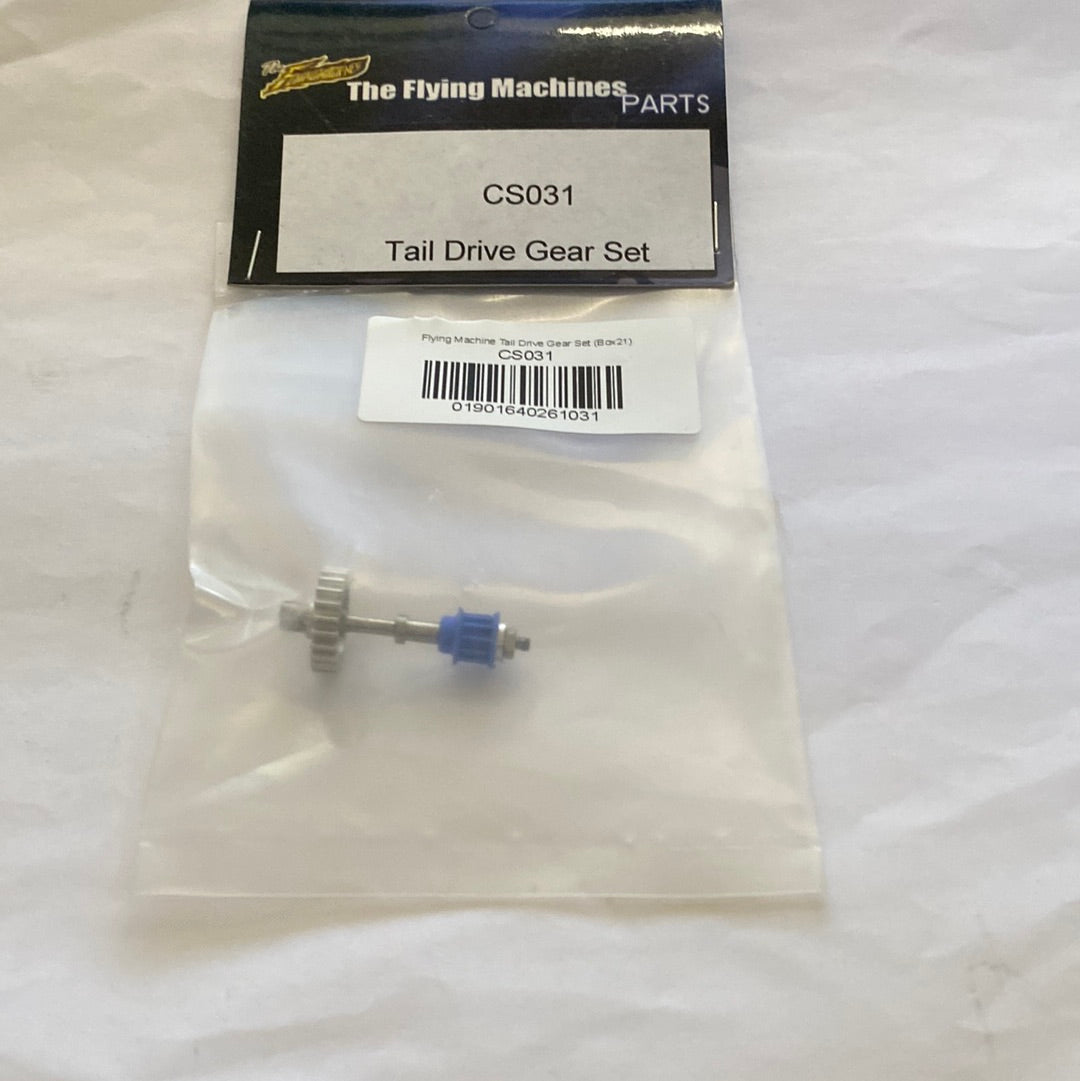 The Flying Machines
PARTS
CS031
Tail Drive Gear Set
Flying Machine Tail Drive Gear Set (Box21)
CS031
01901640261031